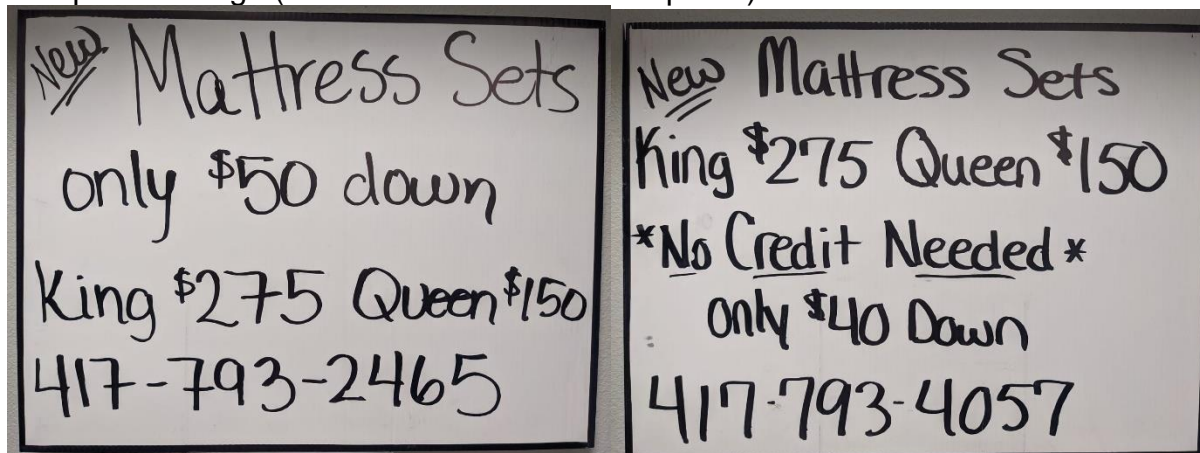 New Mattress Sets
only $50 down
King $275 Queen $150
417-793-2465
New Mattress Sets
King $275 Queen $150
*No Credit Needed*
only $40 Down
417-793-4057